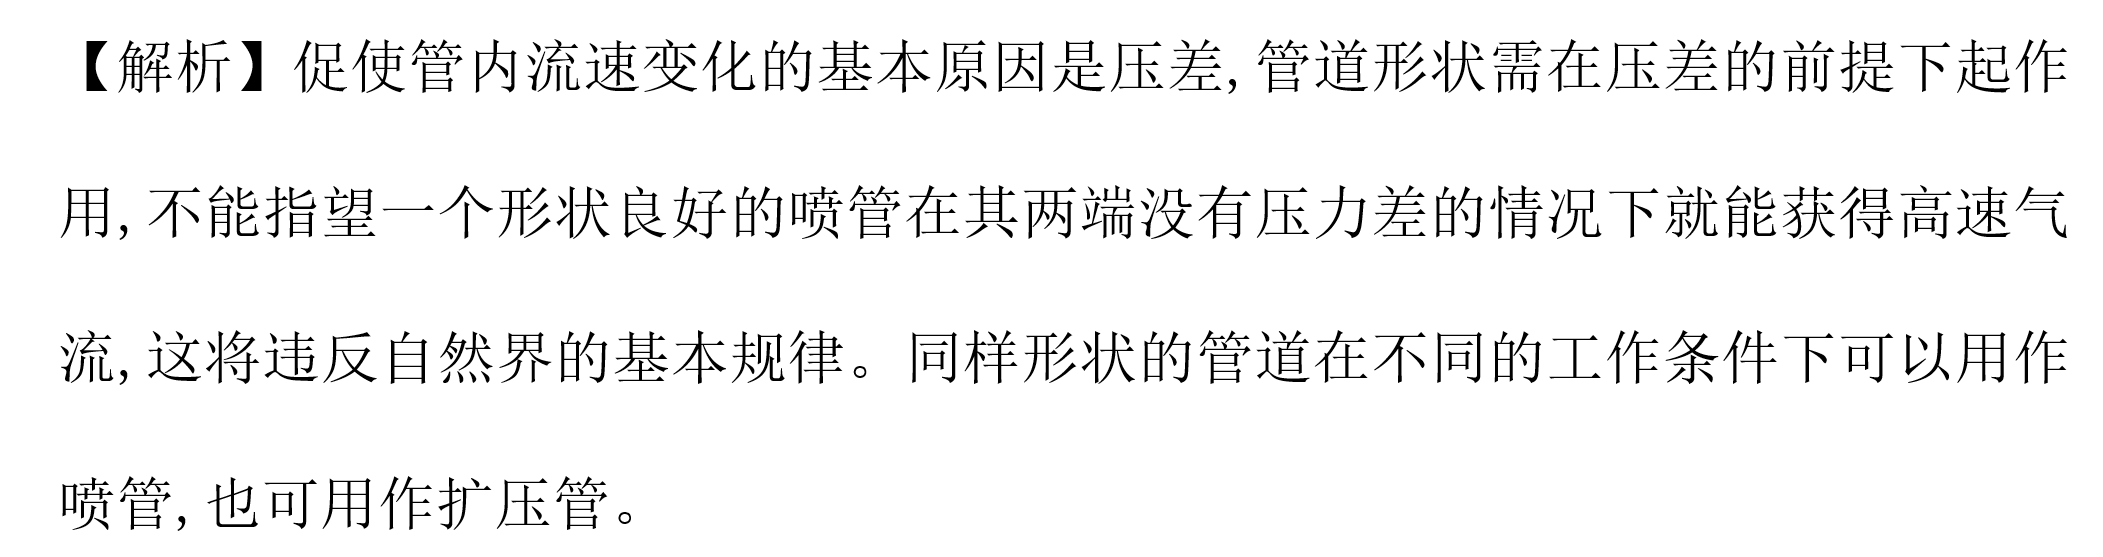 【解析】促使管内流速变化的基本原因是压差,管道形状需在压差的前提下起作
用,不能指望一个形状良好的喷管在其两端没有压力差的情况下就能获得高速气
流,这将违反自然界的基本规律。同样形状的管道在不同的工作条件下可以用作
喷管,也可用作扩压管。